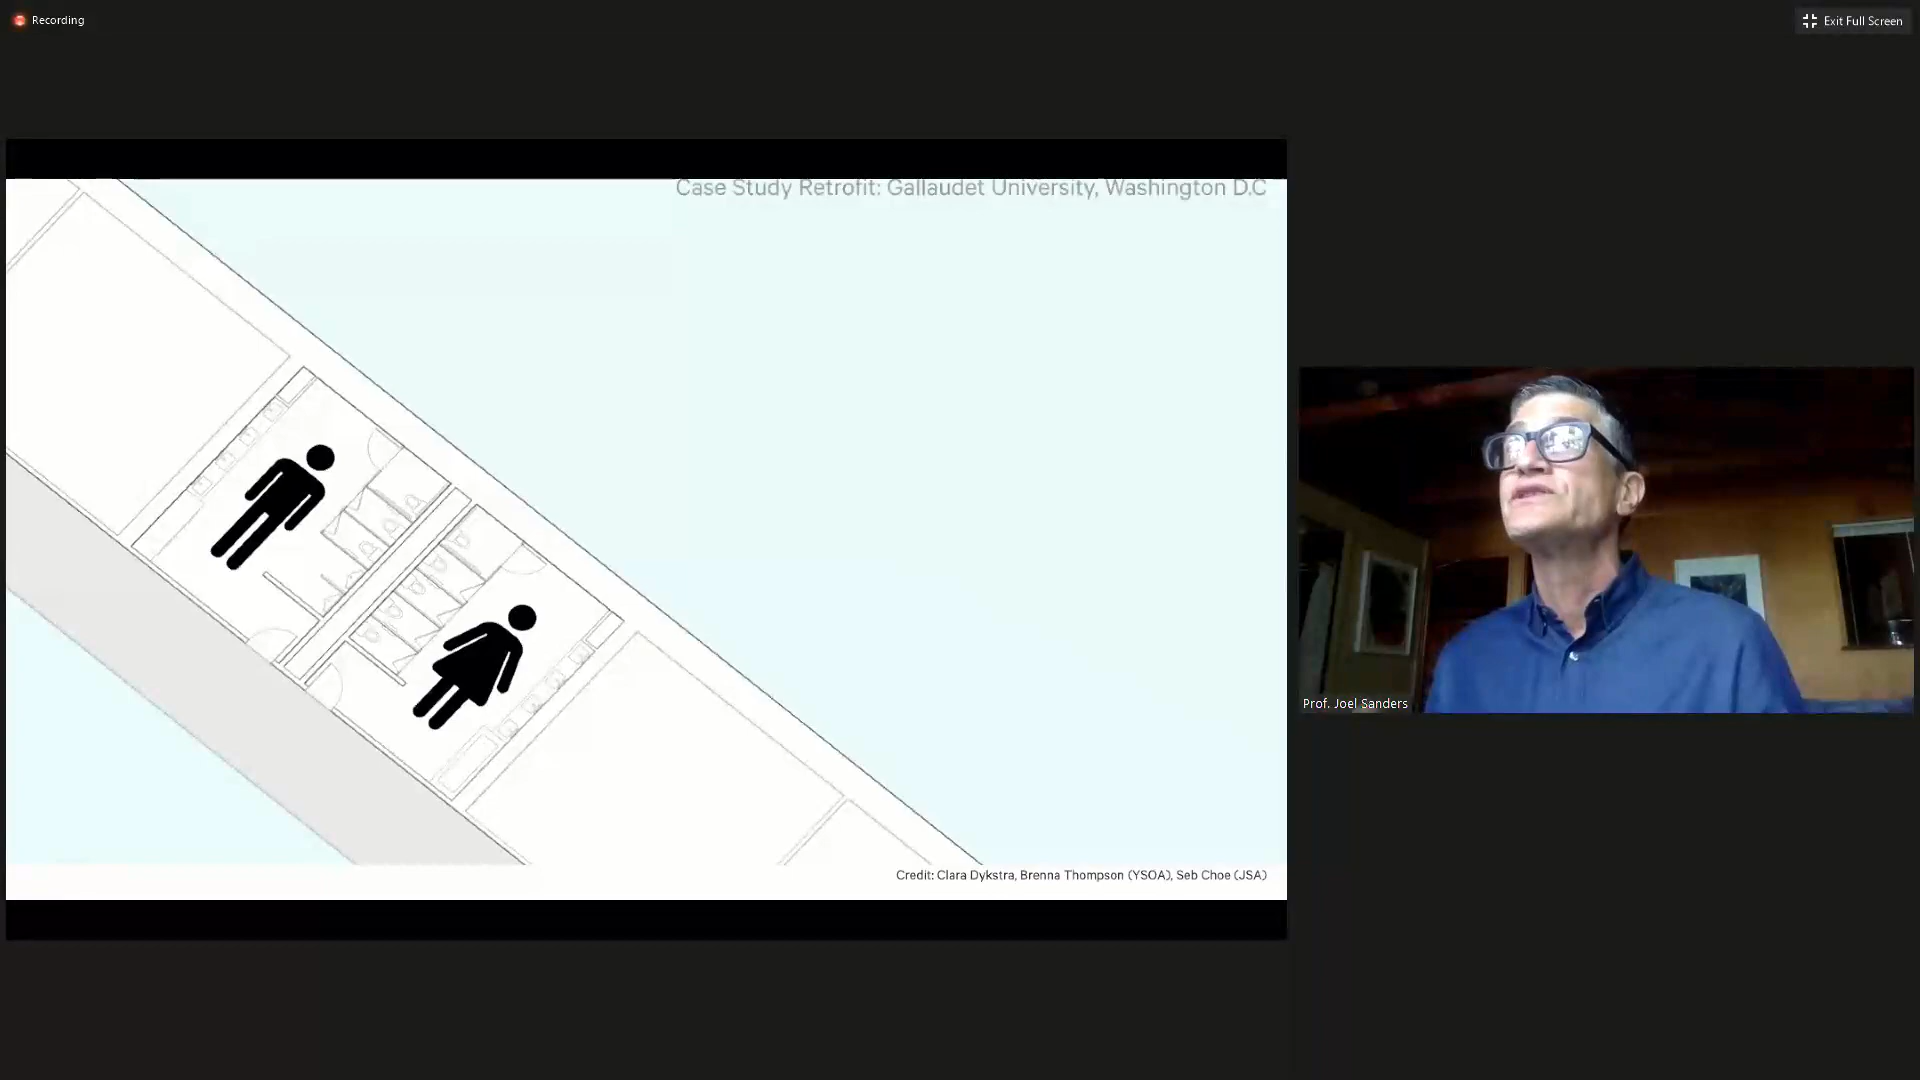 Recording
Exit Full Screen
Case Study Retrofit: Gallaudet University, Washington D.C
Prof. Joel Sanders
Credit: Clara Dykstra, Brenna Thompson (YSOA), Seb Choe (JSA)